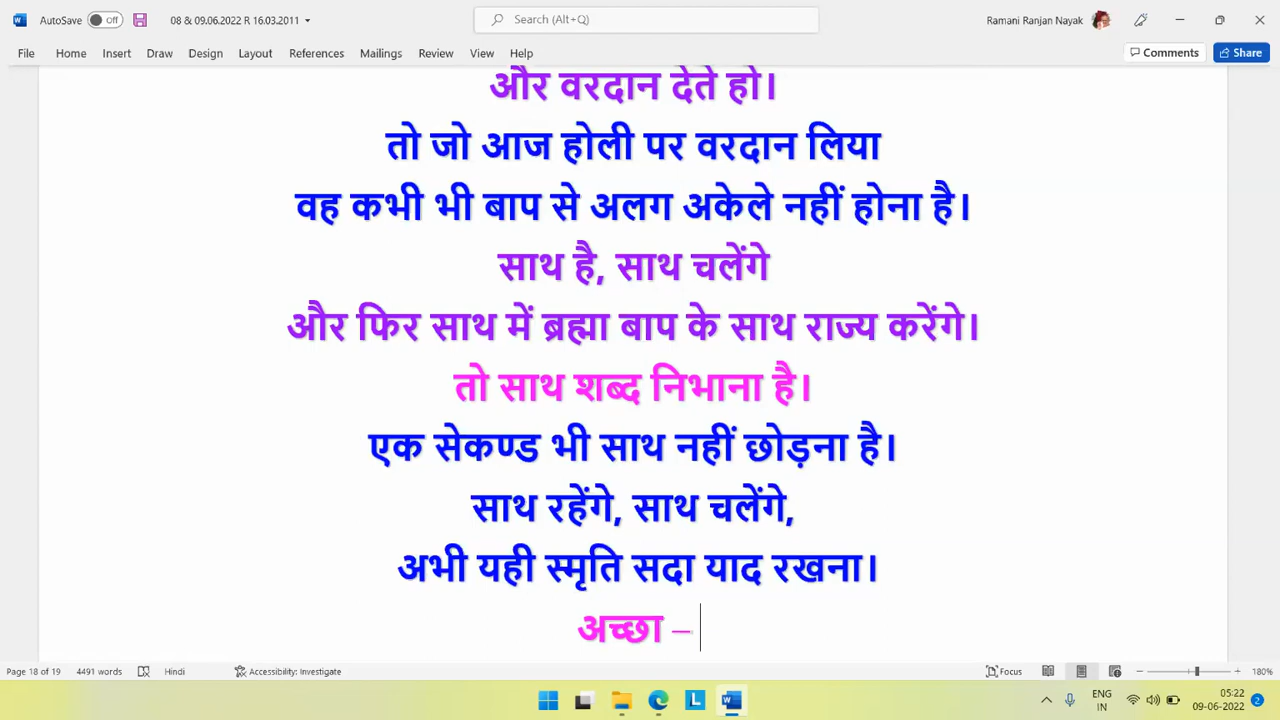 AutoSave Off 08 & 09.06.2022 R 16.03.2011 Search (Alt+Q) Ramani Ranjan Nayak
File Home Insert Draw Design Layout References Mailings Review View Help Comments Share
और वरदान देते हो।
तो जो आज होली पर वरदान लिया
वह कभी भी बाप से अलग अकेले नहीं होना है।
साथ है, साथ चलेंगे
और फिर साथ में ब्रह्मा बाप के साथ राज्य करेंगे।
तो साथ शब्द निभाना है।
एक सेकण्ड भी साथ नहीं छोड़ना है।
साथ रहेंगे, साथ चलेंगे,
अभी यही स्मृति सदा याद रखना।
अच्छा –
Page 18 of 19 4491 words Hindi Accessibility: Investigate Focus 180%
L ENG 05:22
IN 09-06-2022 2